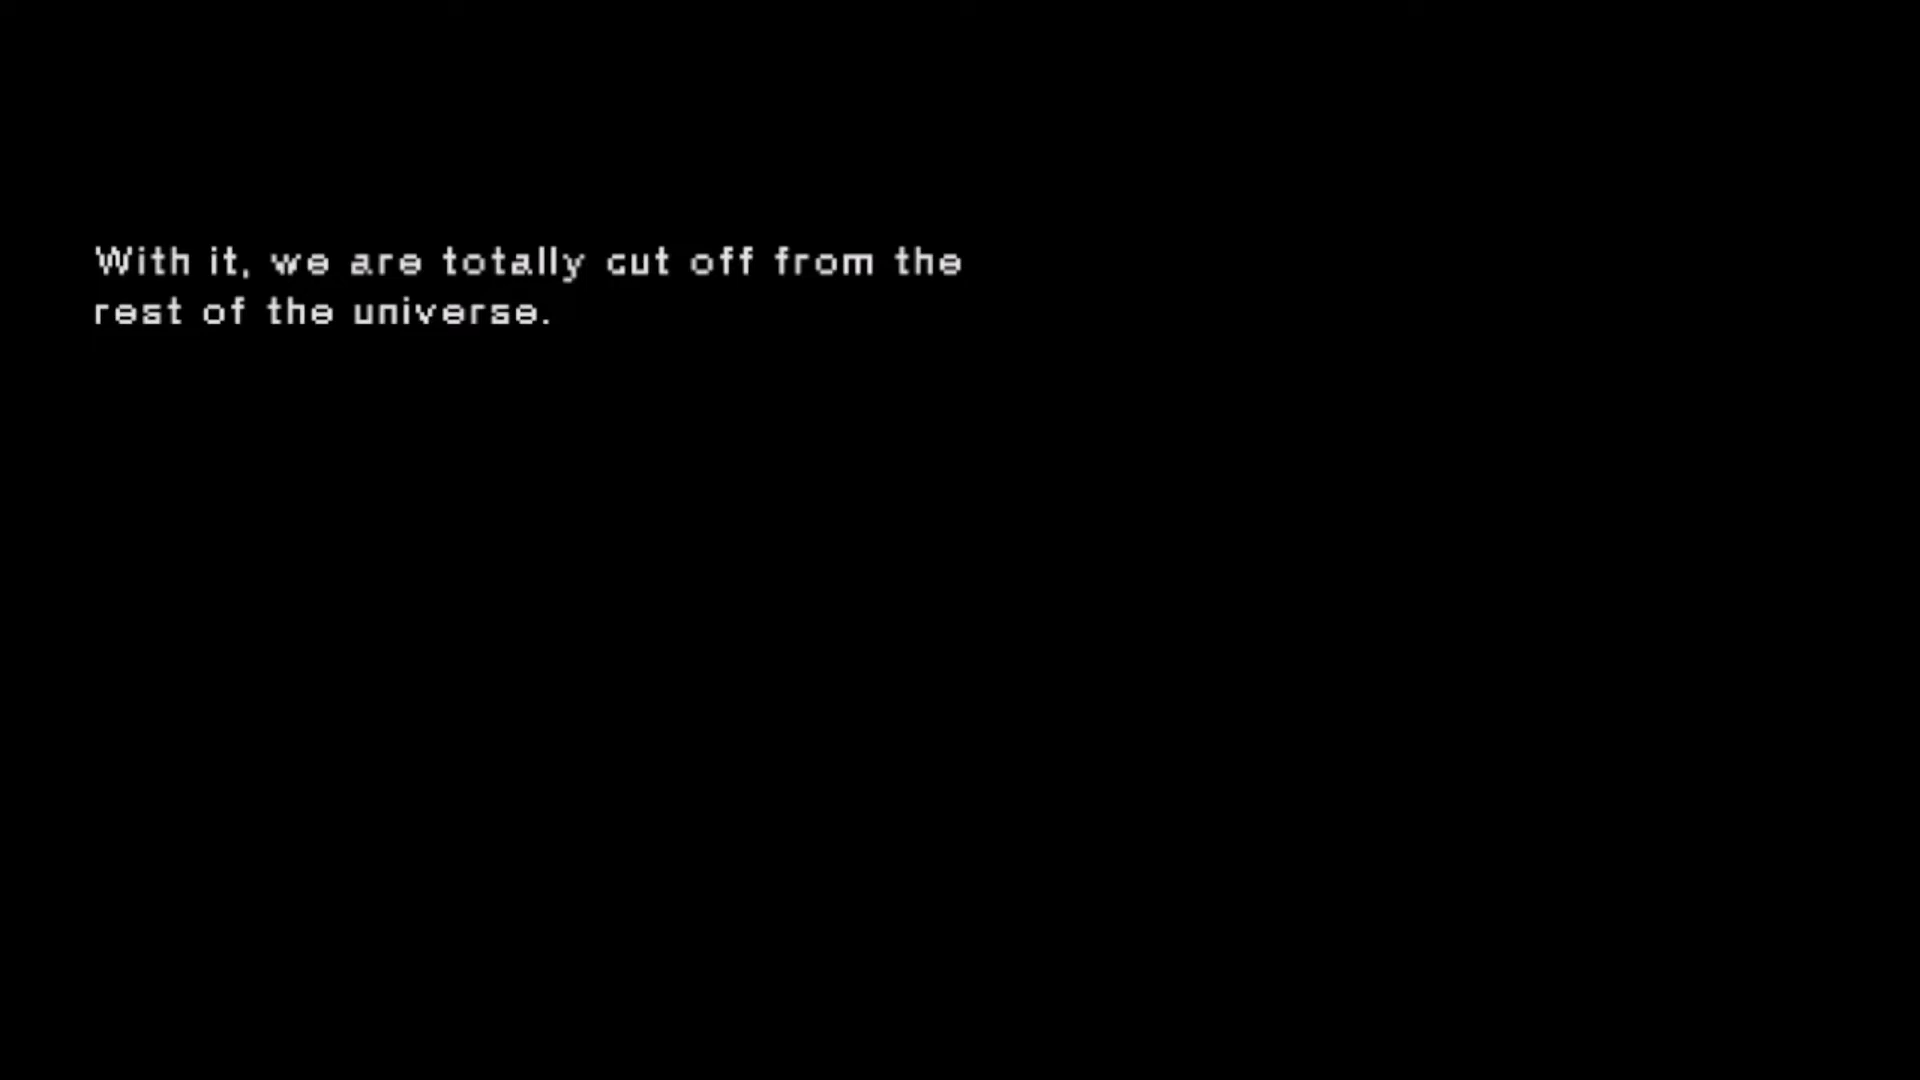 With it, we are totally cut off from the
rest of the universe.